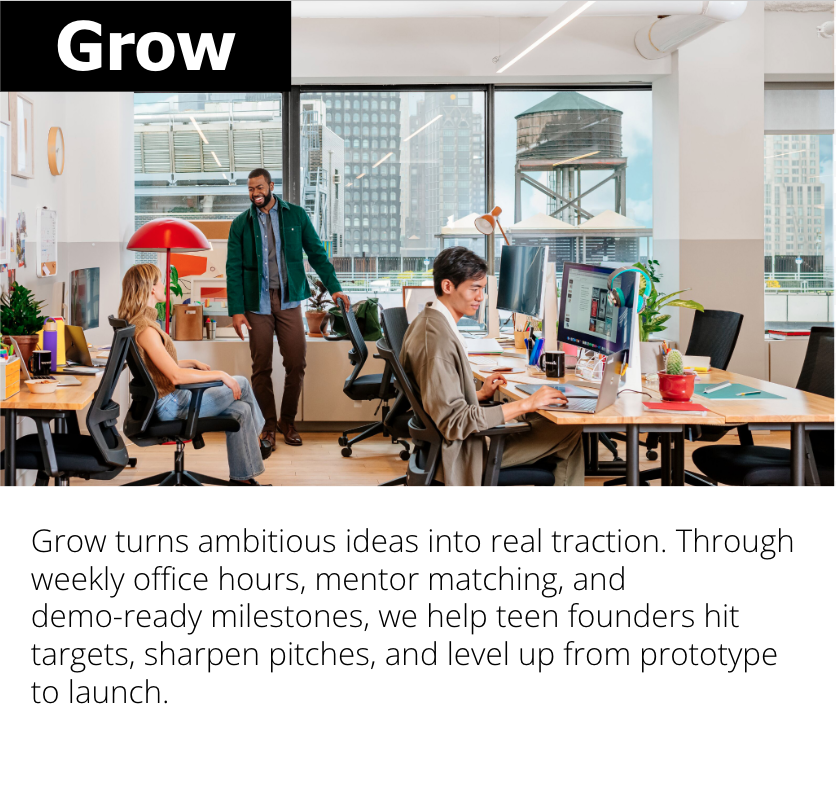 Grow
Grow turns ambitious ideas into real traction. Through
weekly office hours, mentor matching, and
demo-ready milestones, we help teen founders hit
targets, sharpen pitches, and level up from prototype
to launch.